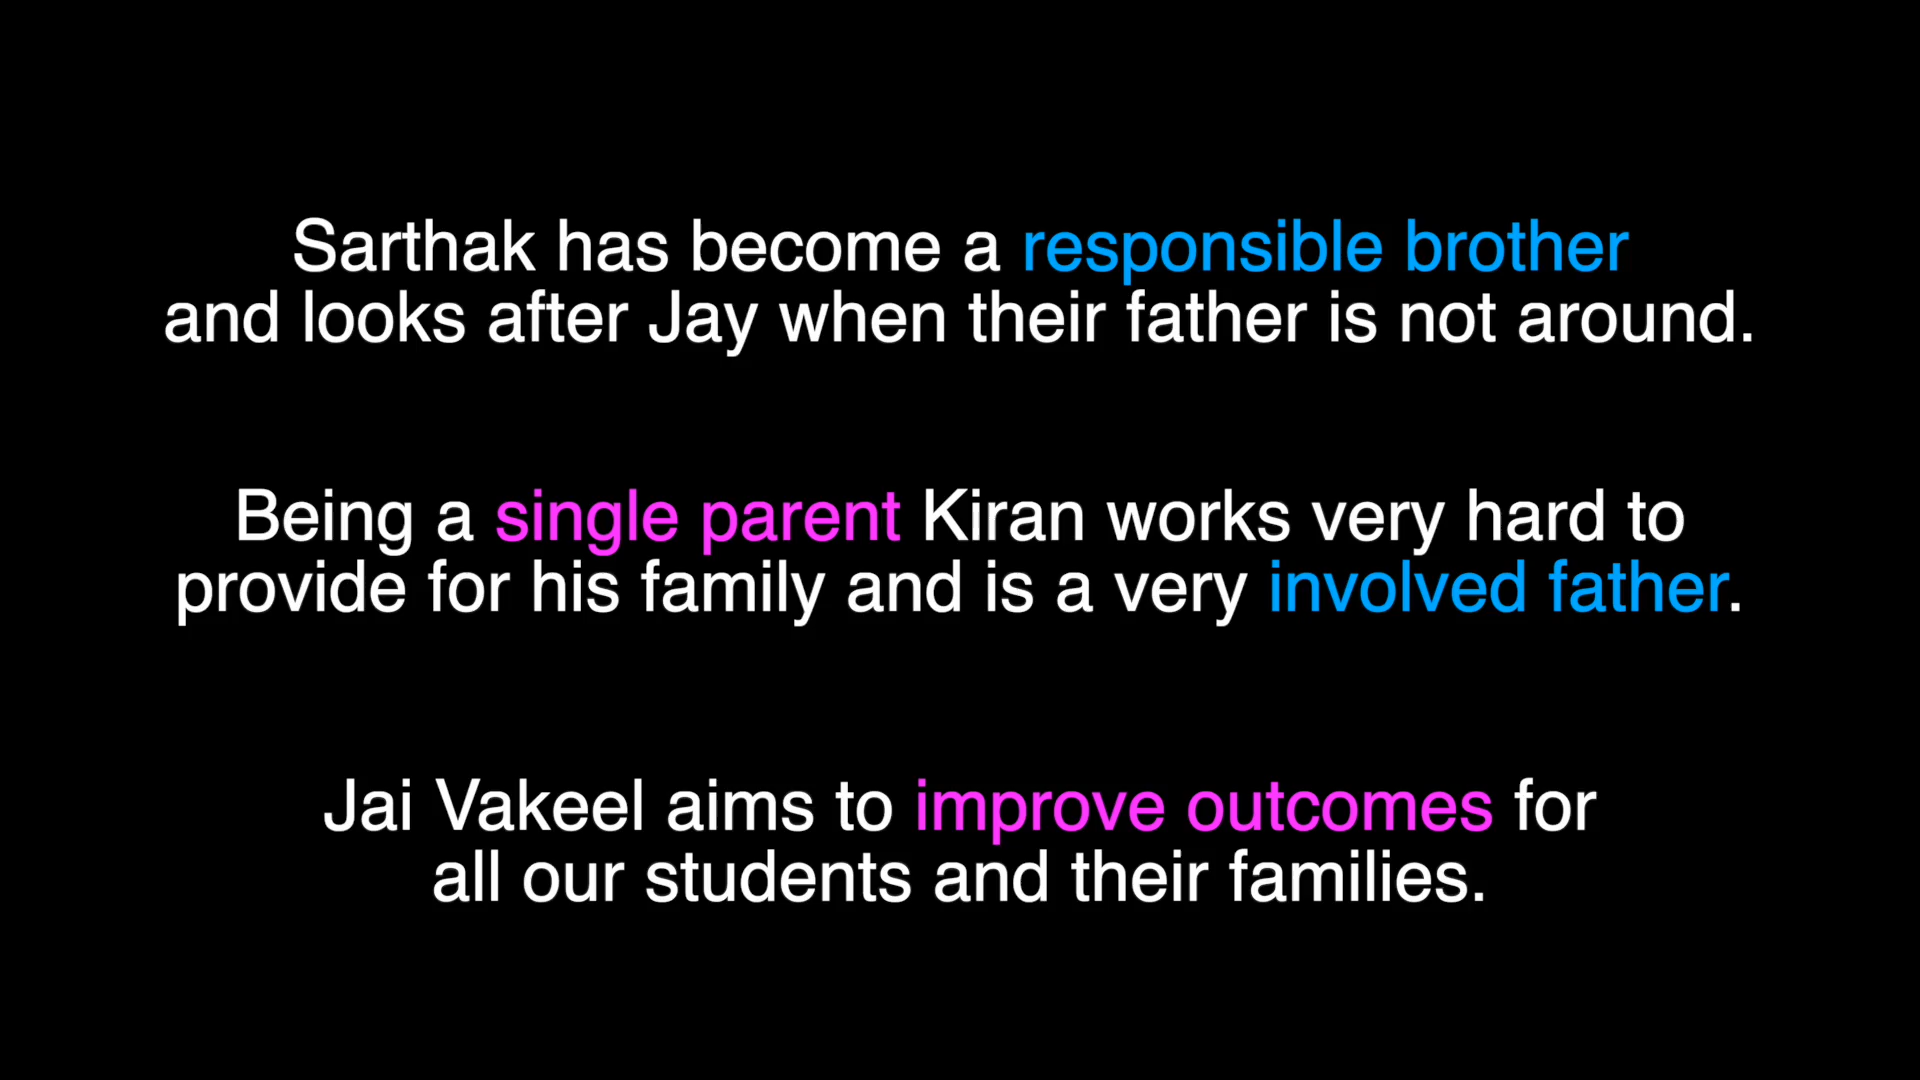 Sarthak has become a responsible brother
and looks after Jay when their father is not around.
Being a single parent Kiran works very hard to
provide for his family and is a very involved father.
Jai Vakeel aims to improve outcomes for
all our students and their families.